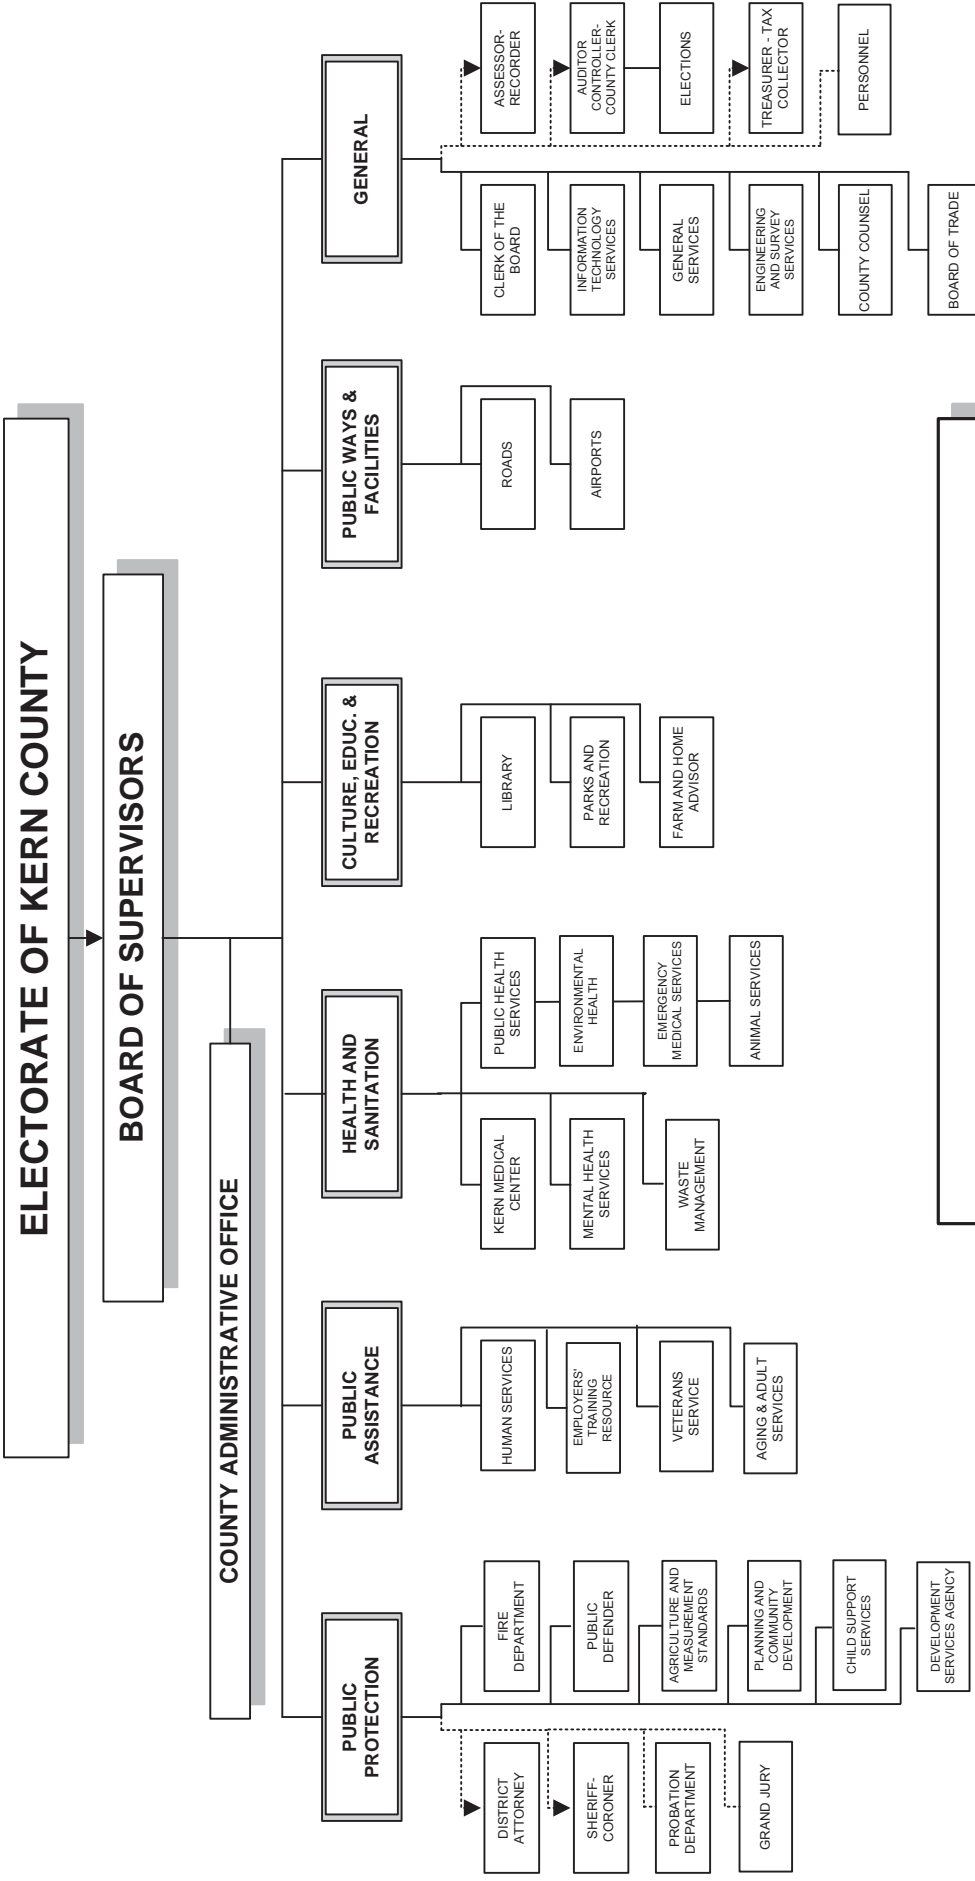 ELECTORATE OF KERN COUNTY
BOARD OF SUPERVISORS
COUNTY ADMINISTRATIVE OFFICE
PUBLIC
PROTECTION
DISTRICT
ATTORNEY
SHERIFF-
CORONER
PROBATION
DEPARTMENT
GRAND JURY
FIRE
DEPARTMENT
PUBLIC
DEFENDER
AGRICULTURE AND
MEASUREMENT
STANDARDS
PLANNING AND
COMMUNITY
DEVELOPMENT
CHILD SUPPORT
SERVICES
DEVELOPMENT
SERVICES AGENCY
PUBLIC
ASSISTANCE
HUMAN SERVICES
EMPLOYERS'
TRAINING
RESOURCE
VETERANS
SERVICE
AGING & ADULT
SERVICES
HEALTH AND
SANITATION
KERN MEDICAL
CENTER
MENTAL HEALTH
SERVICES
WASTE
MANAGEMENT
PUBLIC HEALTH
SERVICES
ENVIRONMENTAL
HEALTH
EMERGENCY
MEDICAL SERVICES
ANIMAL SERVICES
CULTURE, EDUC. &
RECREATION
LIBRARY
PARKS AND
RECREATION
FARM AND HOME
ADVISOR
PUBLIC WAYS &
FACILITIES
ROADS
AIRPORTS
GENERAL
CLERK OF THE
BOARD
INFORMATION
TECHNOLOGY
SERVICES
GENERAL
SERVICES
ENGINEERING
AND SURVEY
SERVICES
COUNTY COUNSEL
BOARD OF TRADE
ASSESSOR-
RECORDER
AUDITOR
CONTROLLER-
COUNTY CLERK
ELECTIONS
TREASURER - TAX
COLLECTOR
PERSONNEL